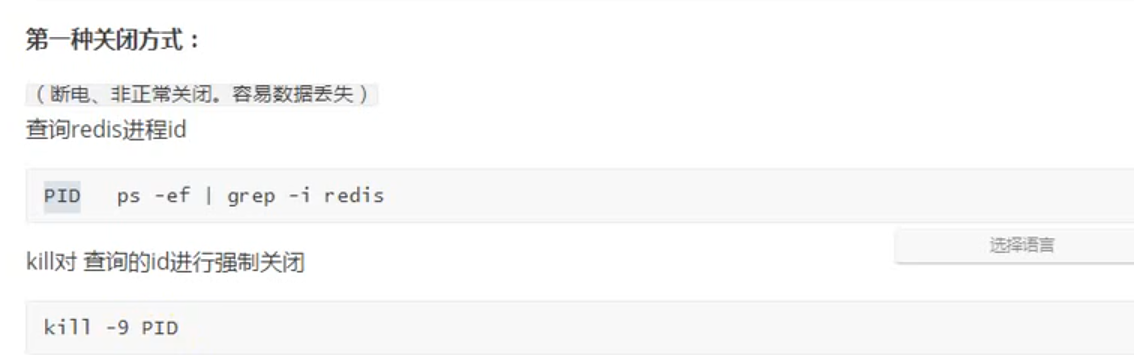 第一种关闭方式：
（断电、非正常关闭。容易数据丢失）
查询redis进程id
PID   ps -ef | grep -i redis
选择语言
kill对 查询的id进行强制关闭
kill -9 PID